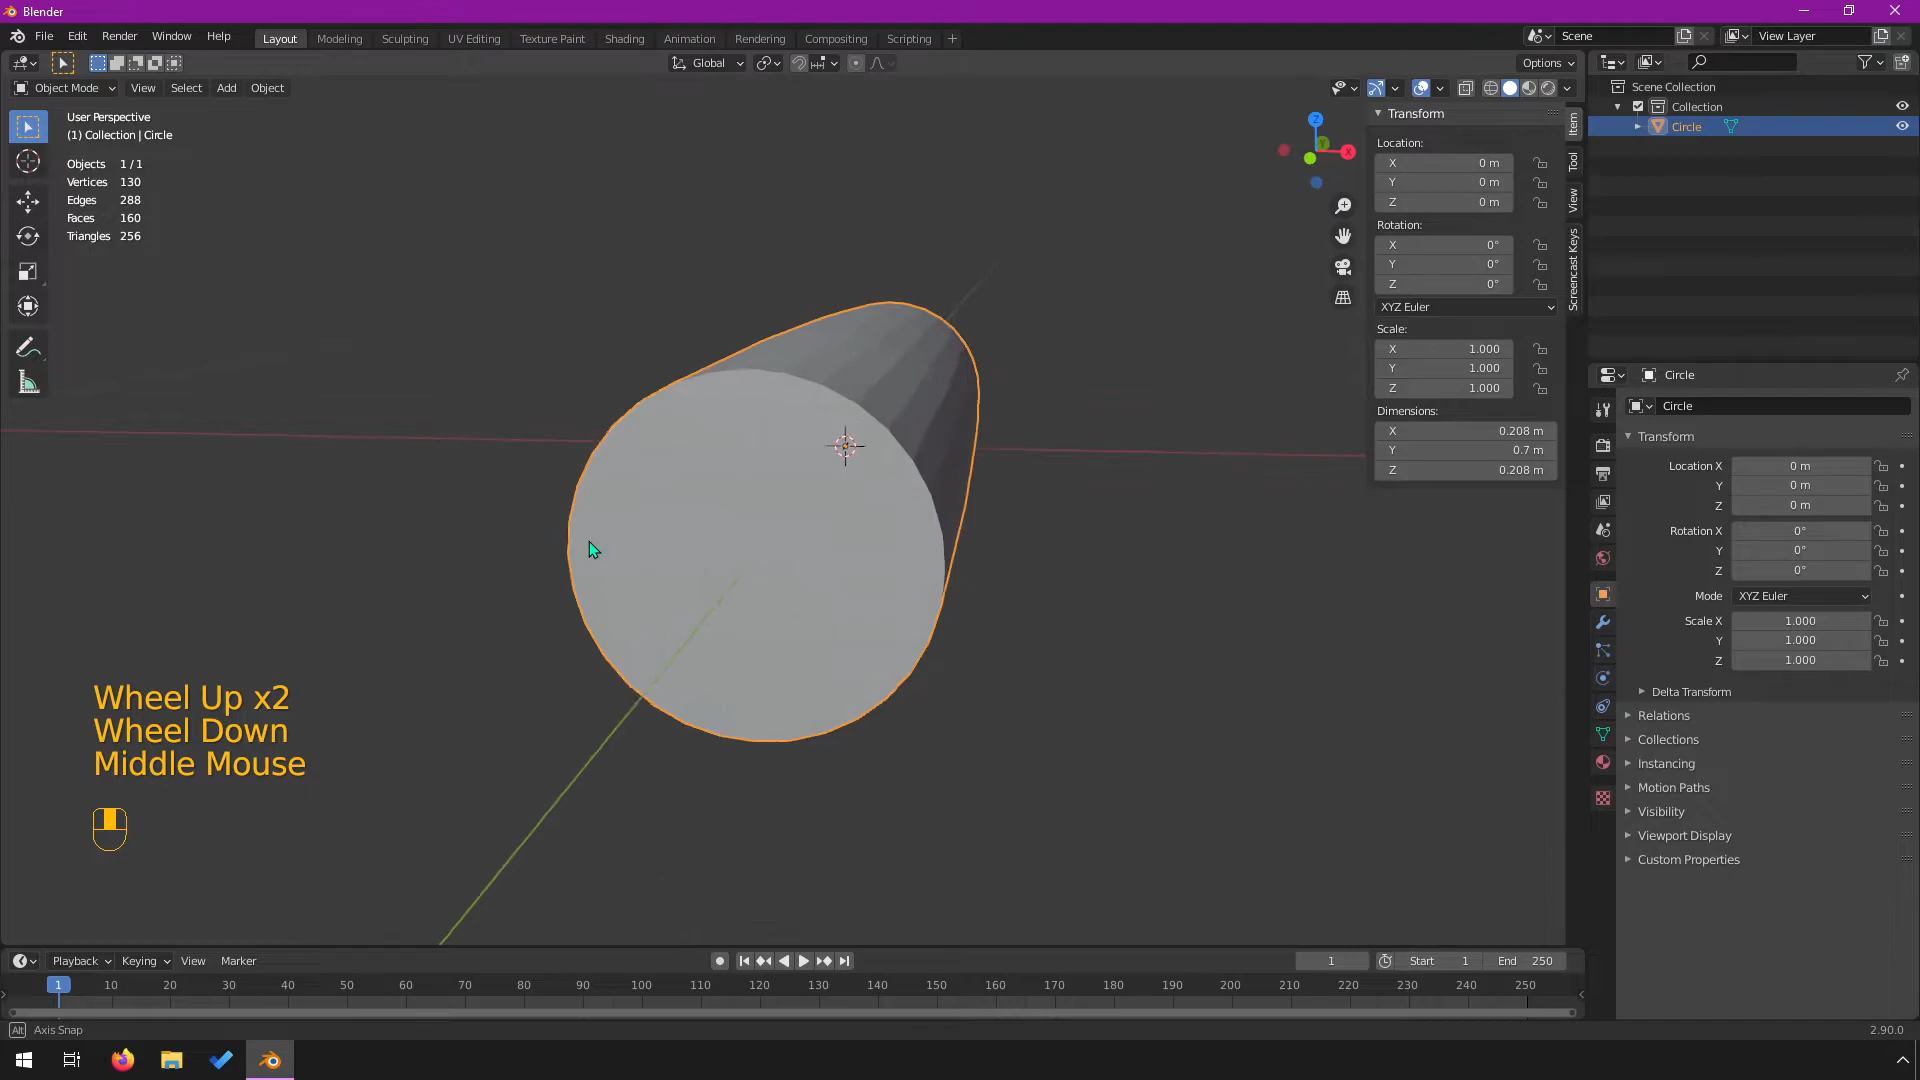 Blender
File Edit Render Window Help
Layout Modeling Sculpting UV Editing Texture Paint Shading Animation Rendering Compositing Scripting +
Scene
View Layer
Global
Options
Object Mode View Select Add Object
User Perspective
(1) Collection | Circle
Objects 1 / 1
Vertices 130
Edges 288
Faces 160
Triangles 256
Z
Y
X
Transform
Location:
X 0 m
Y 0 m
Z 0 m
Rotation:
X 0°
Y 0°
Z 0°
XYZ Euler
Scale:
X 1.000
Y 1.000
Z 1.000
Dimensions:
X 0.208 m
Y 0.7 m
Z 0.208 m
Item
Tool
View
Screencast Keys
Scene Collection
Collection
Circle
Circle
Circle
Transform
Location X 0 m
Y 0 m
Z 0 m
Rotation X 0°
Y 0°
Z 0°
Mode XYZ Euler
Scale X 1.000
Y 1.000
Z 1.000
Delta Transform
Relations
Collections
Instancing
Motion Paths
Visibility
Viewport Display
Custom Properties
Wheel Up x2
Wheel Down
Middle Mouse
Playback Keying View Marker
1
Start 1
End 250
1 10 20 30 40 50 60 70 80 90 100 110 120 130 140 150 160 170 180 190 200 210 220 230 240 250
Alt Axis Snap
2.90.0